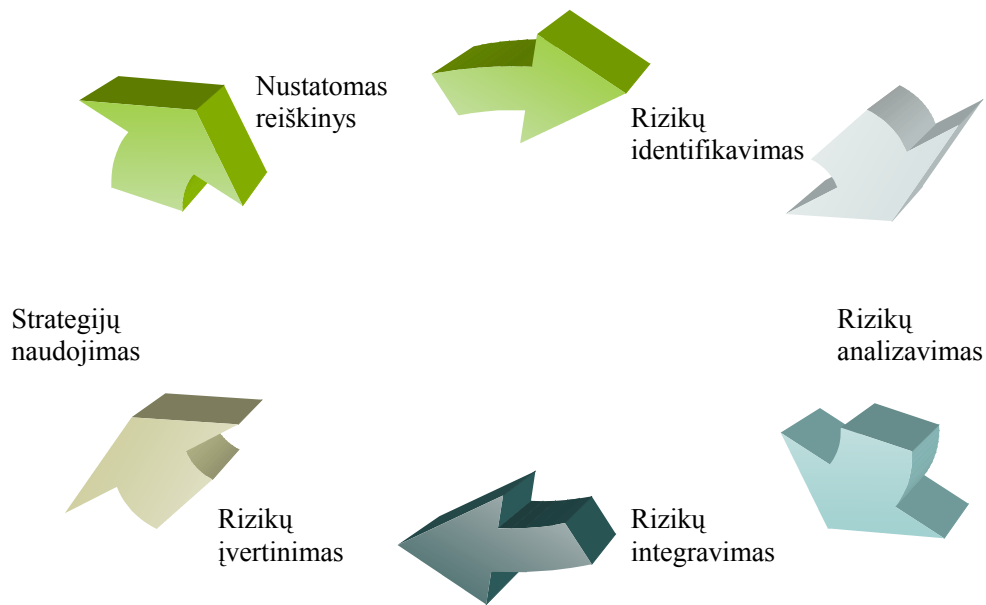 Nustatomas
reiškinys
Rizikų
identifikavimas
Strategijų
naudojimas
Rizikų
analizavimas
Rizikų
įvertinimas
Rizikų
integravimas